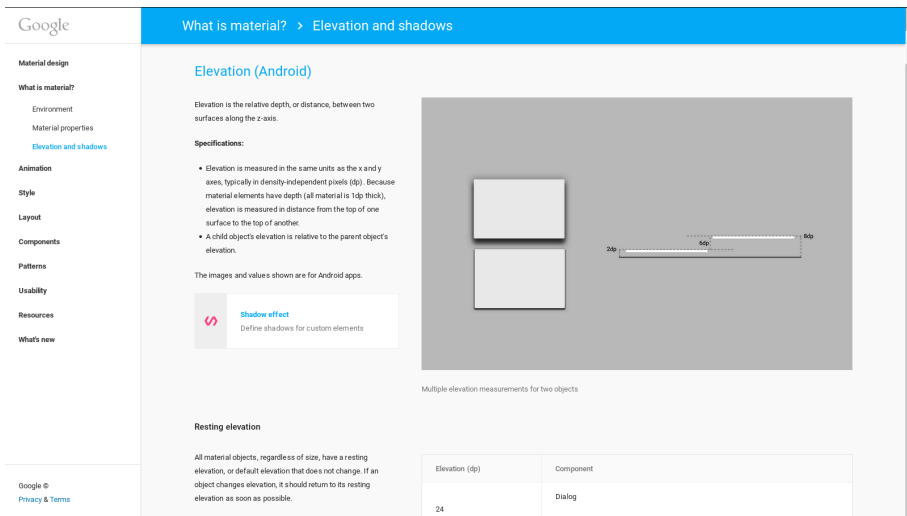 Google
What is material? > Elevation and shadows
Material design
What is material?
Environment
Material properties
Elevation and shadows
Animation
Style
Layout
Components
Patterns
Usability
Resources
What's new
Google ©
Privacy & Terms
Elevation (Android)
Elevation is the relative depth, or distance, between two
surfaces along the z-axis.
Specifications:
• Elevation is measured in the same units as the x and y
axes, typically in density-independent pixels (dp). Because
material elements have depth (all material is 1dp thick),
elevation is measured in distance from the top of one
surface to the top of another.
• A child object's elevation is relative to the parent object's
elevation.
The images and values shown are for Android apps.
Shadow effect
Define shadows for custom elements
2dp
6dp
8dp
Multiple elevation measurements for two objects
Resting elevation
All material objects, regardless of size, have a resting
elevation, or default elevation that does not change. If an
object changes elevation, it should return to its resting
elevation as soon as possible.
Elevation (dp)
Component
24
Dialog